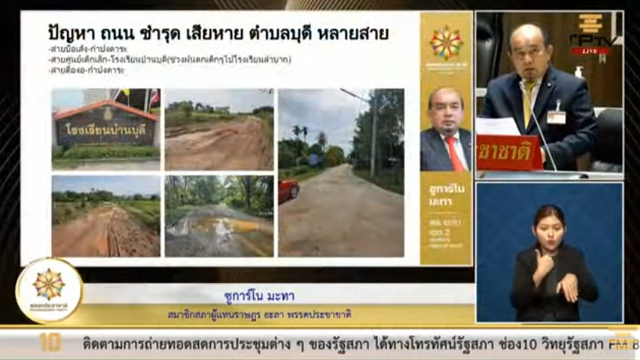 ปัญหา ถนน ชำรุด เสียหาย ตำบลบุดี หลายสาย
-สายบือเส้ง-กำปงตาระ
-สายศูนย์เด็กเล็ก-โรงเรียนบ้านบุดี(ช่วงฝนตกเด็กๆไปโรงเรียนลำบาก)
-สายตืองอ-กำปงตาระ
โรงเรียนบ้านบุดี
ซูการ์โน
มะทา
เขต 2
TPTV
LIVE
ชาชาติ
ซูการ์โน มะทา
สมาชิกสภาผู้แทนราษฎร ยะลา พรรคประชาชาติ
10
ติดตามการถ่ายทอดสดการประชุมต่าง ๆ ของรัฐสภา ได้ทางโทรทัศน์รัฐสภา ช่อง10 วิทยุรัฐสภา FM